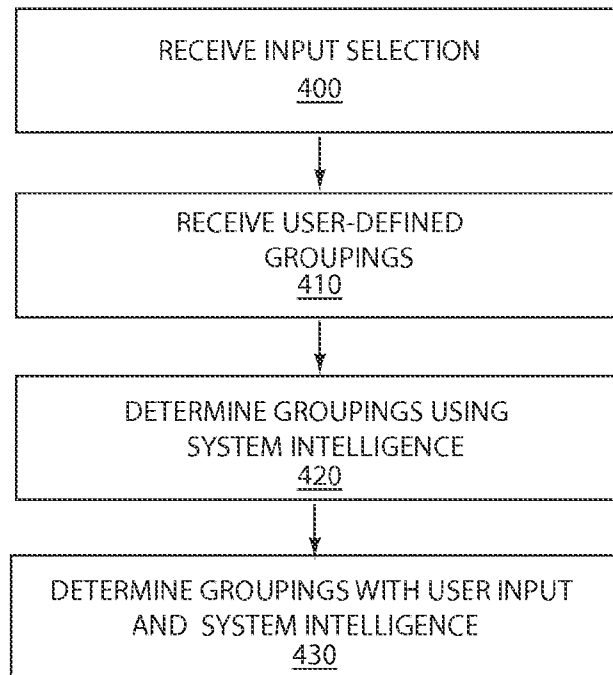 RECEIVE INPUT SELECTION
400
RECEIVE USER-DEFINED
GROUPINGS
410
DETERMINE GROUPINGS USING
SYSTEM INTELLIGENCE
420
DETERMINE GROUPINGS WITH USER INPUT
AND SYSTEM INTELLIGENCE
430